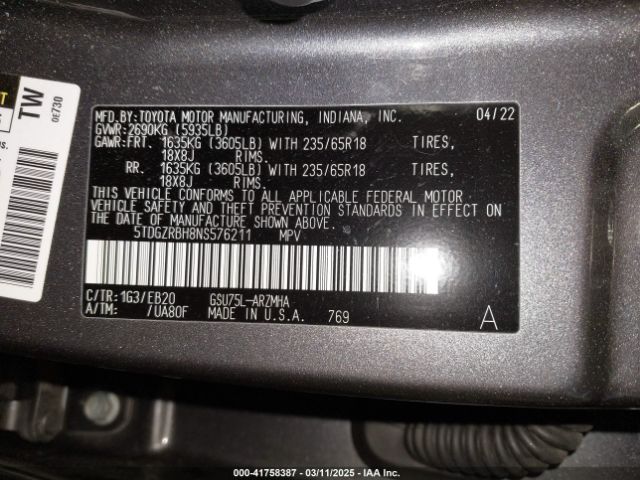 TW
0E730
MFD.BY:TOYOTA MOTOR MANUFACTURING, INDIANA, INC. 04/22
GVWR:2690KG (5935LB)
GAWR:FRT. 1635KG (3605LB) WITH 235/65R18 TIRES,
18X8J RIMS.
RR. 1635KG (3605LB) WITH 235/65R18 TIRES,
18X8J RIMS.
THIS VEHICLE CONFORMS TO ALL APPLICABLE FEDERAL MOTOR
VEHICLE SAFETY AND THEFT PREVENTION STANDARDS IN EFFECT ON
THE DATE OF MANUFACTURE SHOWN ABOVE.
5TDGZRBH8NS576211 MPV
C/TR: 1G3/EB20 GSU75L-ARZMHA
A/TM: /UA80F MADE IN U.S.A. 769 A
000-41758387 - 03/11/2025 - IAA Inc.